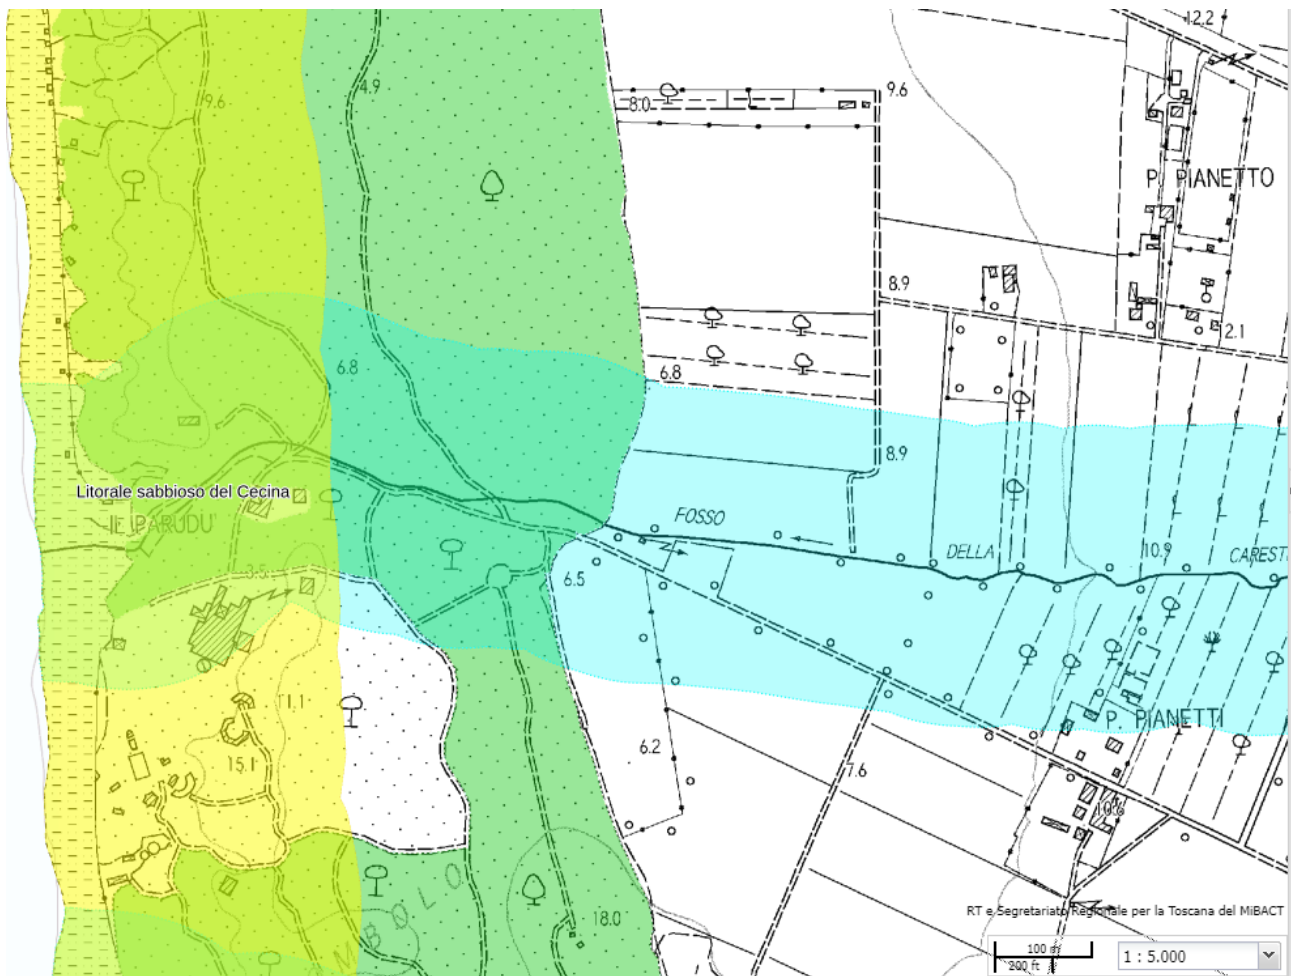 12.2
4.9
9.6
8.0
9.6
P. PIANETTO
8.9
2.1
6.8
6.8
8.9
Litorale sabbioso del Cecina
FOSSO
IL PARUDU'
DELLA
10.9
CAREST
3.5
6.5
11.1
P. PIANETTI
6.2
15.1
7.6
10.6
MBOLO
18.0
RT e Segretariato Regionale per la Toscana del MiBACT
100 m
200 ft
1 : 5.000